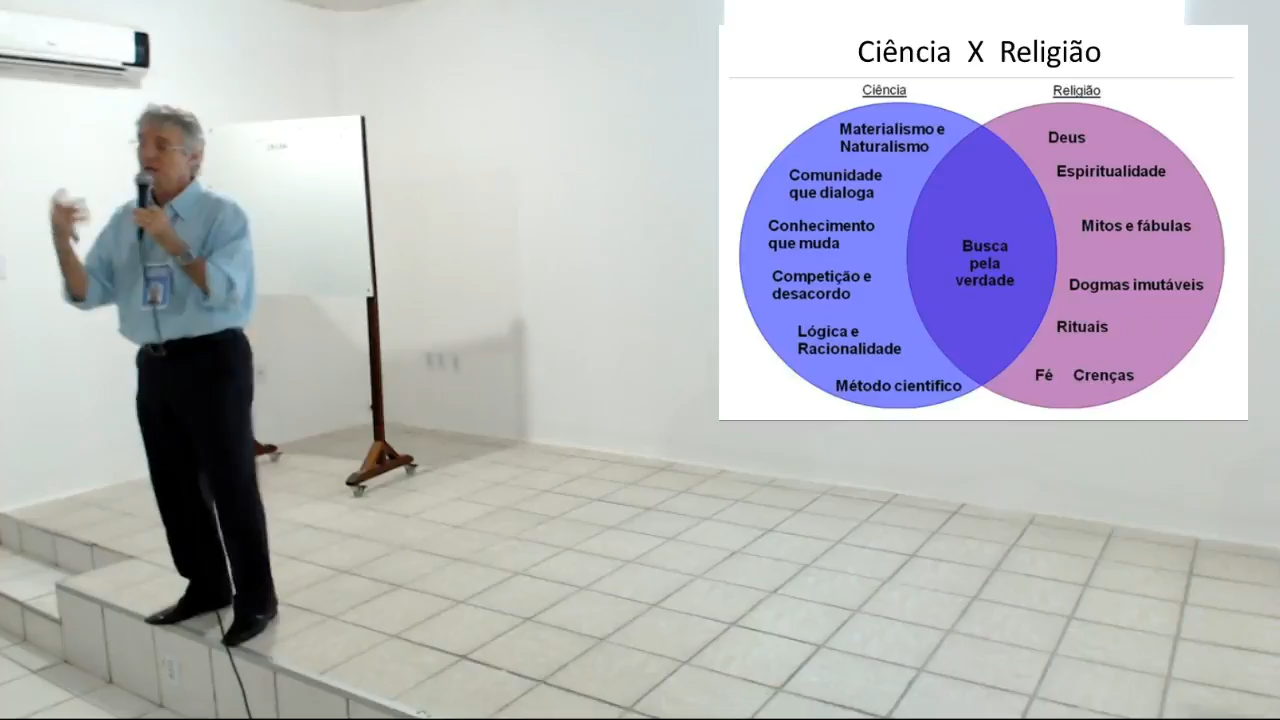 Ciência X Religião
Ciência
Religião
Materialismo e
Naturalismo
Comunidade
que dialoga
Conhecimento
que muda
Competição e
desacordo
Lógica e
Racionalidade
Método científico
Busca
pela
verdade
Deus
Espiritualidade
Mitos e fábulas
Dogmas imutáveis
Rituais
Fé Crenças